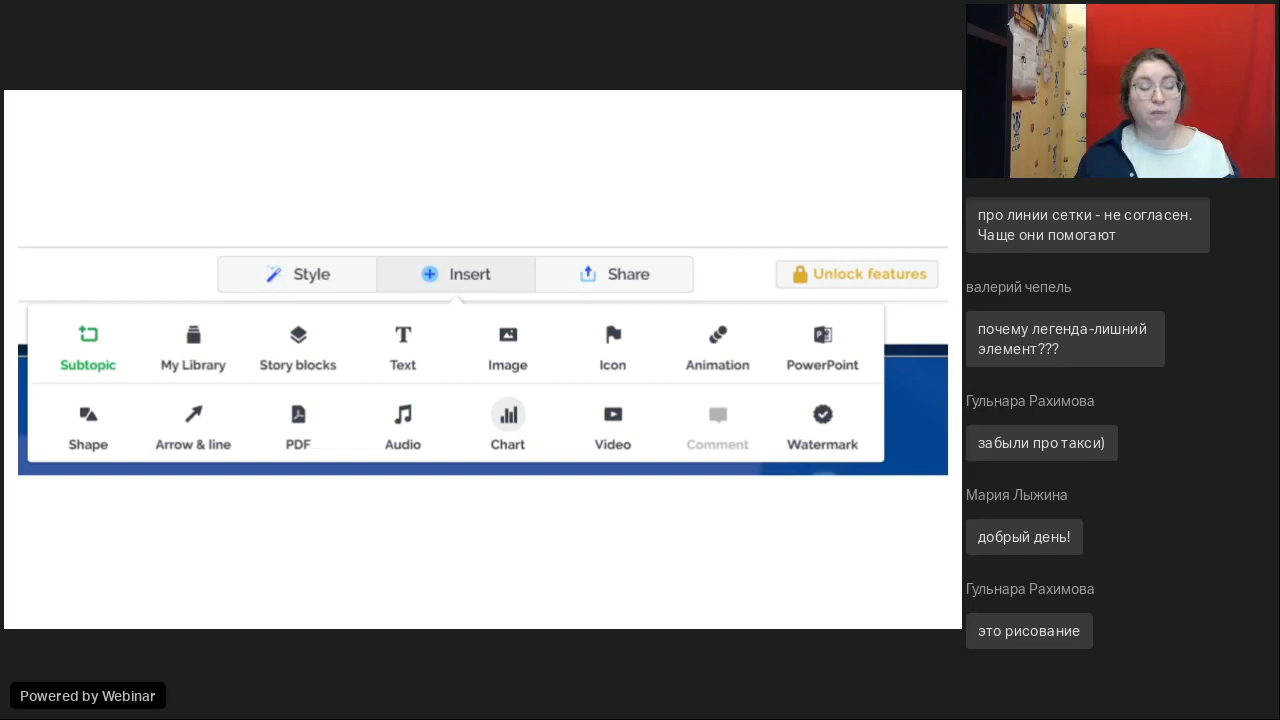 Style
Insert
Share
Unlock features
Subtopic
My Library
Story blocks
Text
Image
Icon
Animation
PowerPoint
Shape
Arrow & line
PDF
Audio
Chart
Video
Comment
Watermark
про линии сетки - не согласен.
Чаще они помогают
валерий чепель
почему легенда-лишний
элемент???
Гульнара Рахимова
забыли про такси)
Мария Лыжина
добрый день!
Гульнара Рахимова
это рисование
Powered by Webinar